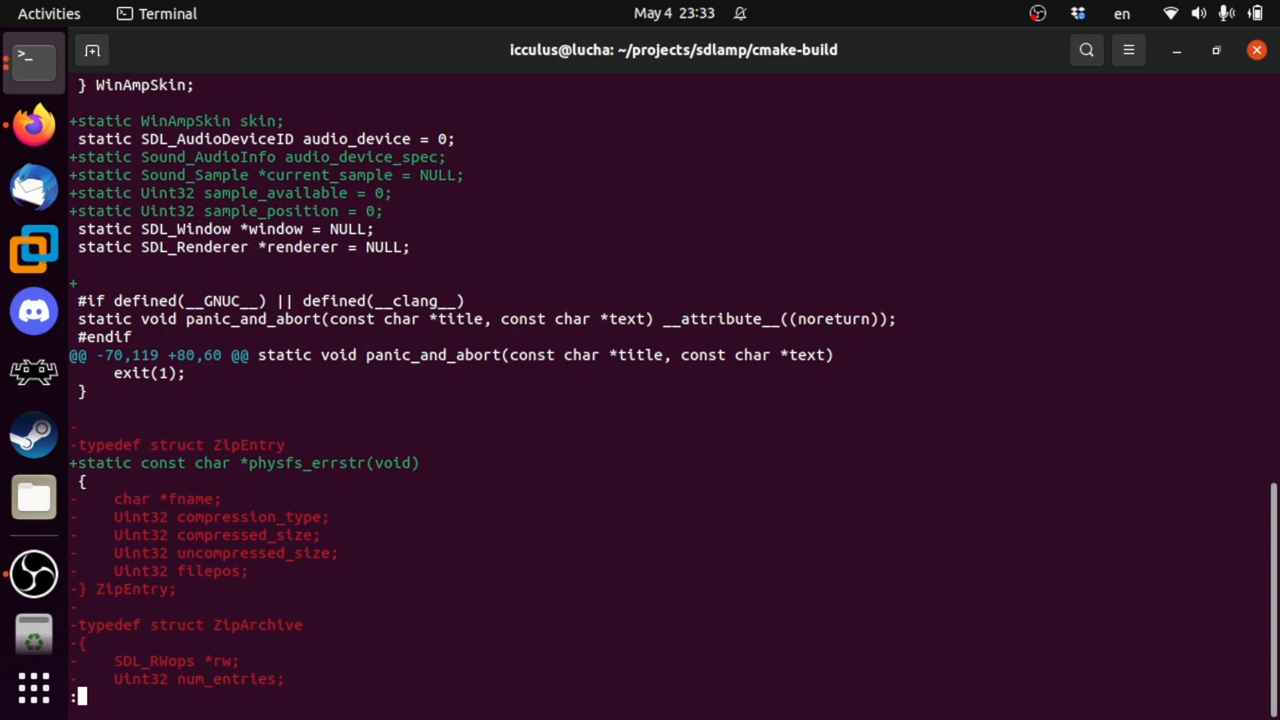 Activities
Terminal
May 4 23:33
en
icculus@lucha: ~/projects/sdlamp/cmake-build
 } WinAmpSkin;
+static WinAmpSkin skin;
 static SDL_AudioDeviceID audio_device = 0;
+static Sound_AudioInfo audio_device_spec;
+static Sound_Sample *current_sample = NULL;
+static Uint32 sample_available = 0;
+static Uint32 sample_position = 0;
 static SDL_Window *window = NULL;
 static SDL_Renderer *renderer = NULL;
+
 #if defined(__GNUC__) || defined(__clang__)
 static void panic_and_abort(const char *title, const char *text) __attribute__((noreturn));
 #endif
@@ -70,119 +80,60 @@ static void panic_and_abort(const char *title, const char *text)
     exit(1);
 }
-
-typedef struct ZipEntry
+static const char *physfs_errstr(void)
 {
-    char *fname;
-    Uint32 compression_type;
-    Uint32 compressed_size;
-    Uint32 uncompressed_size;
-    Uint32 filepos;
-} ZipEntry;
-
-typedef struct ZipArchive
-{
-    SDL_RWops *rw;
-    Uint32 num_entries;
: